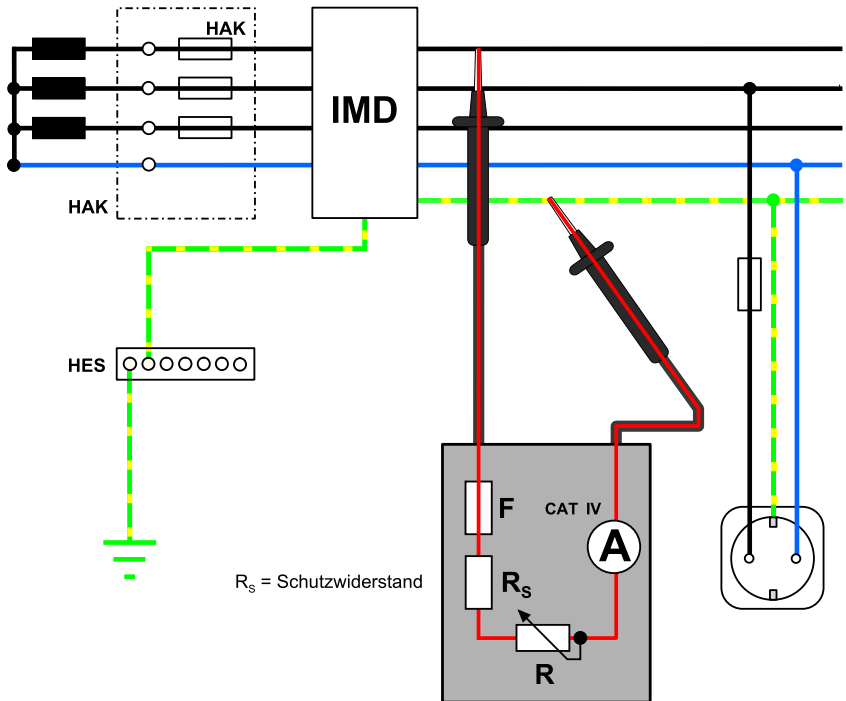 HAK
IMD
HAK
HES
F
CAT IV
A
R_S = Schutzwiderstand
R_S
R